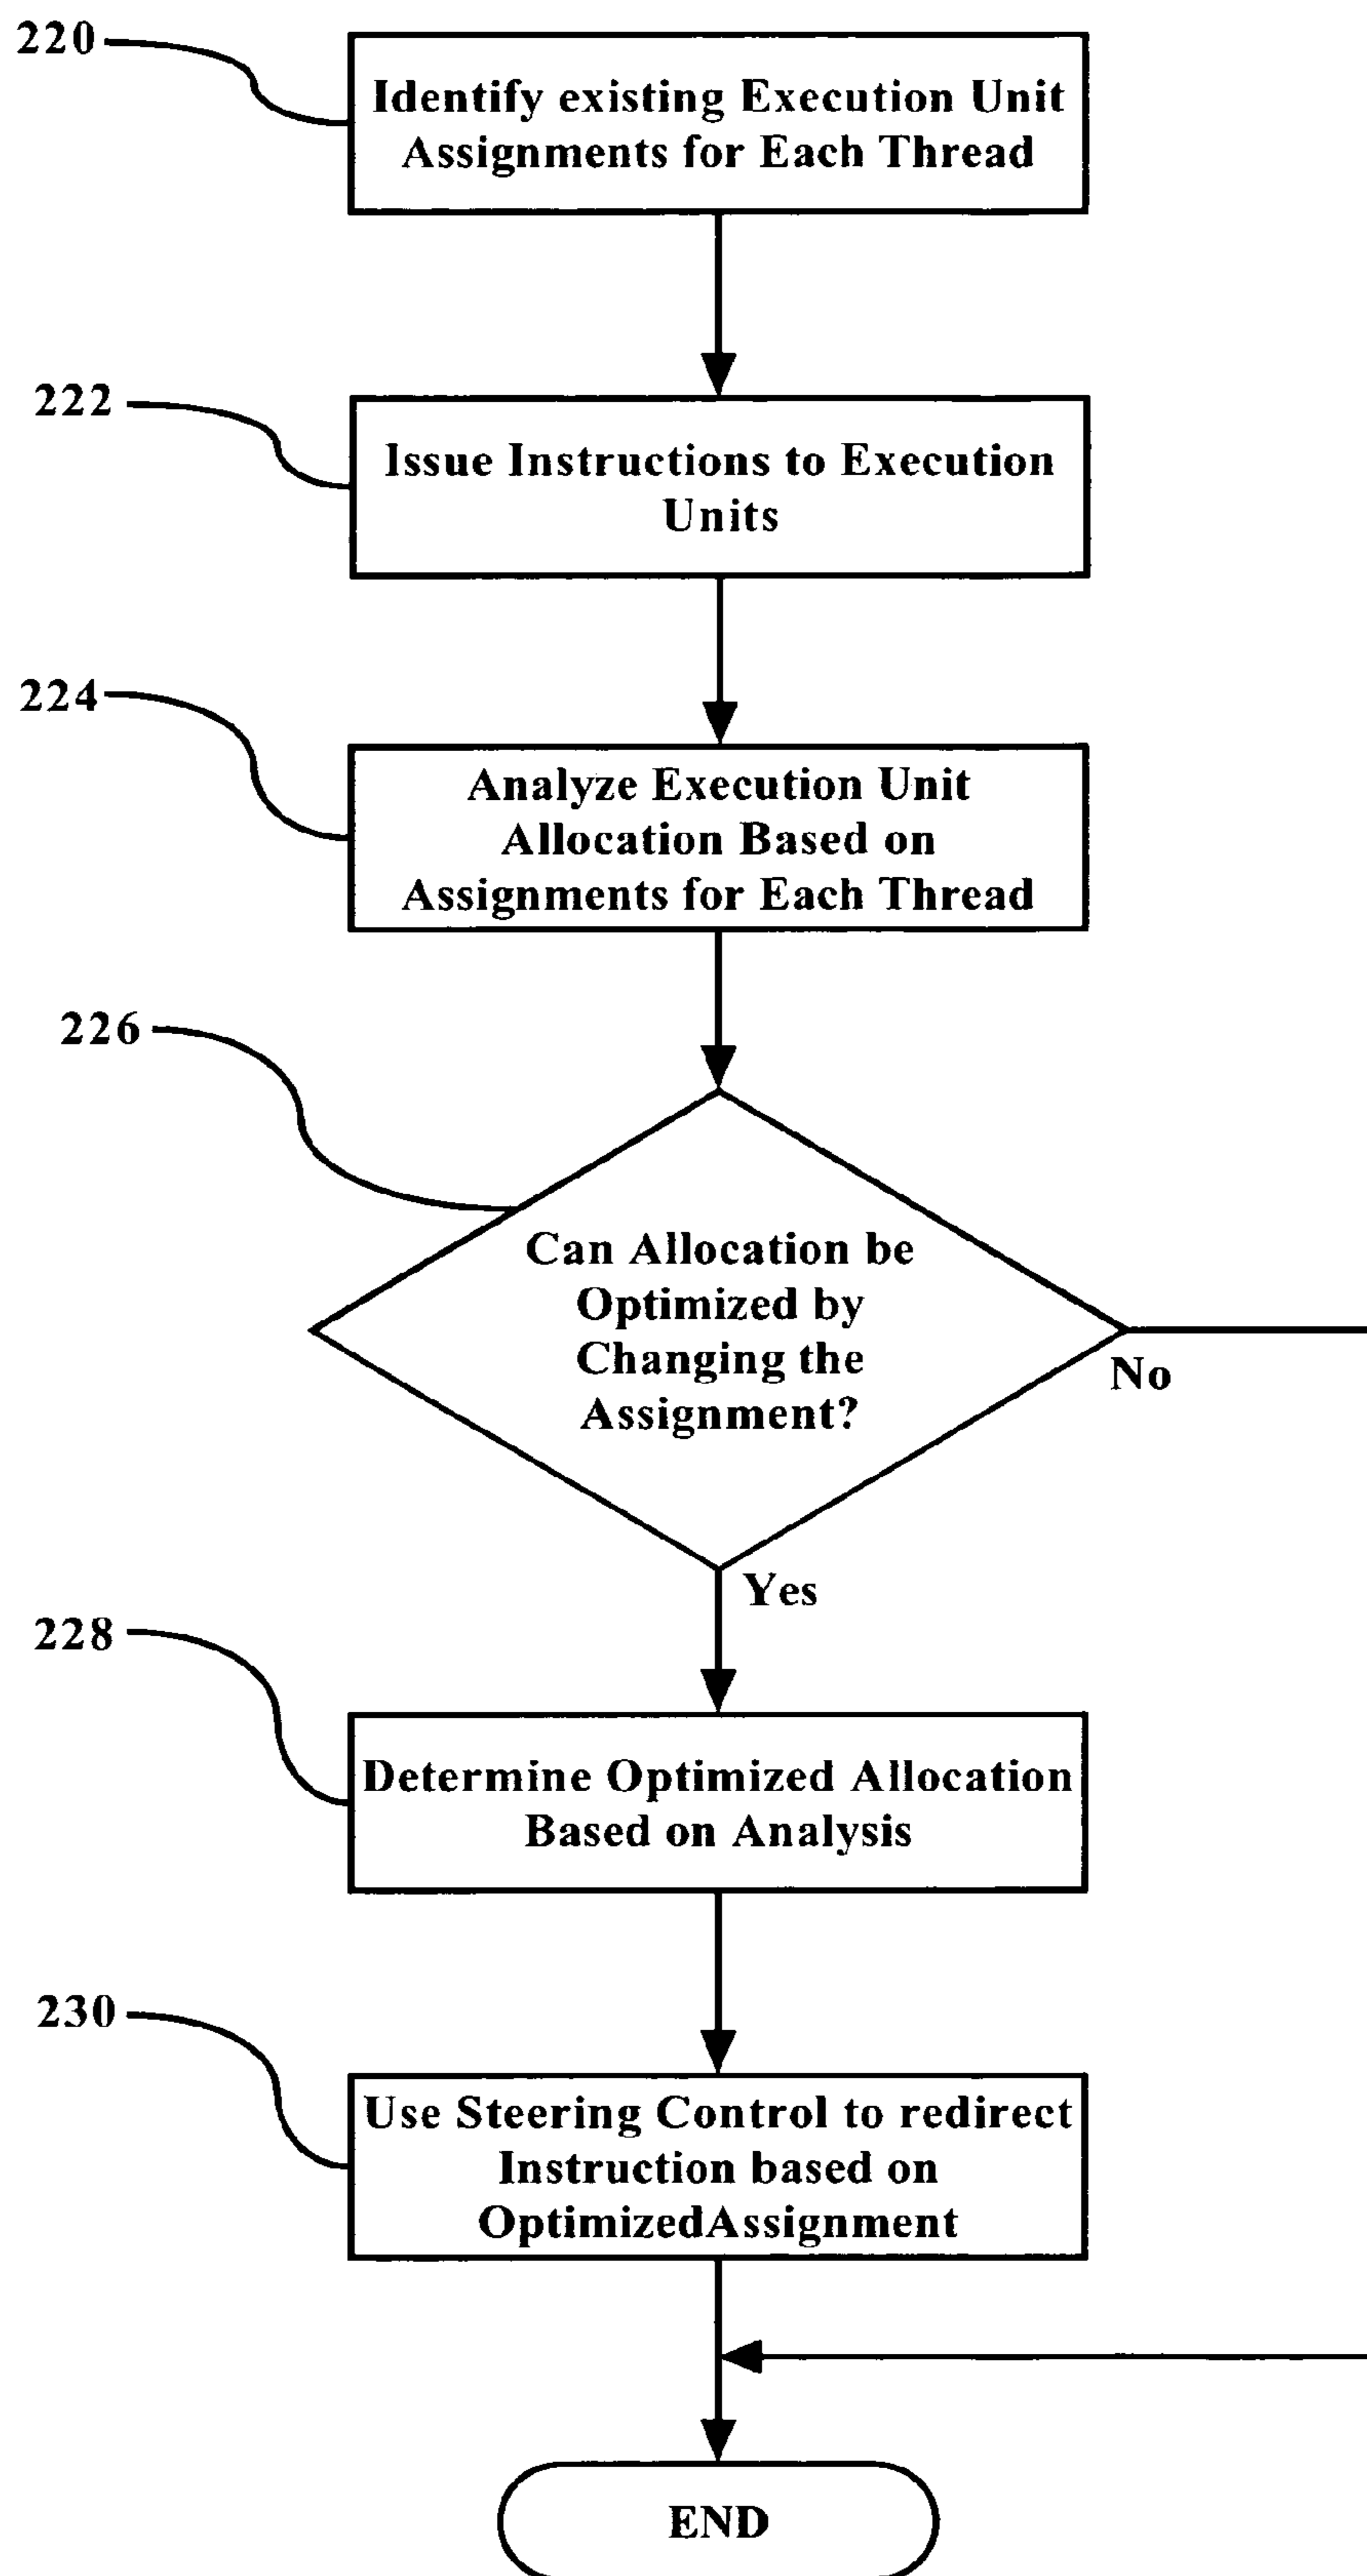 220
Identify existing Execution Unit
Assignments for Each Thread
222
Issue Instructions to Execution
Units
224
Analyze Execution Unit
Allocation Based on
Assignments for Each Thread
226
Can Allocation be
Optimized by
Changing the
Assignment?
No
Yes
228
Determine Optimized Allocation
Based on Analysis
230
Use Steering Control to redirect
Instruction based on
OptimizedAssignment
END